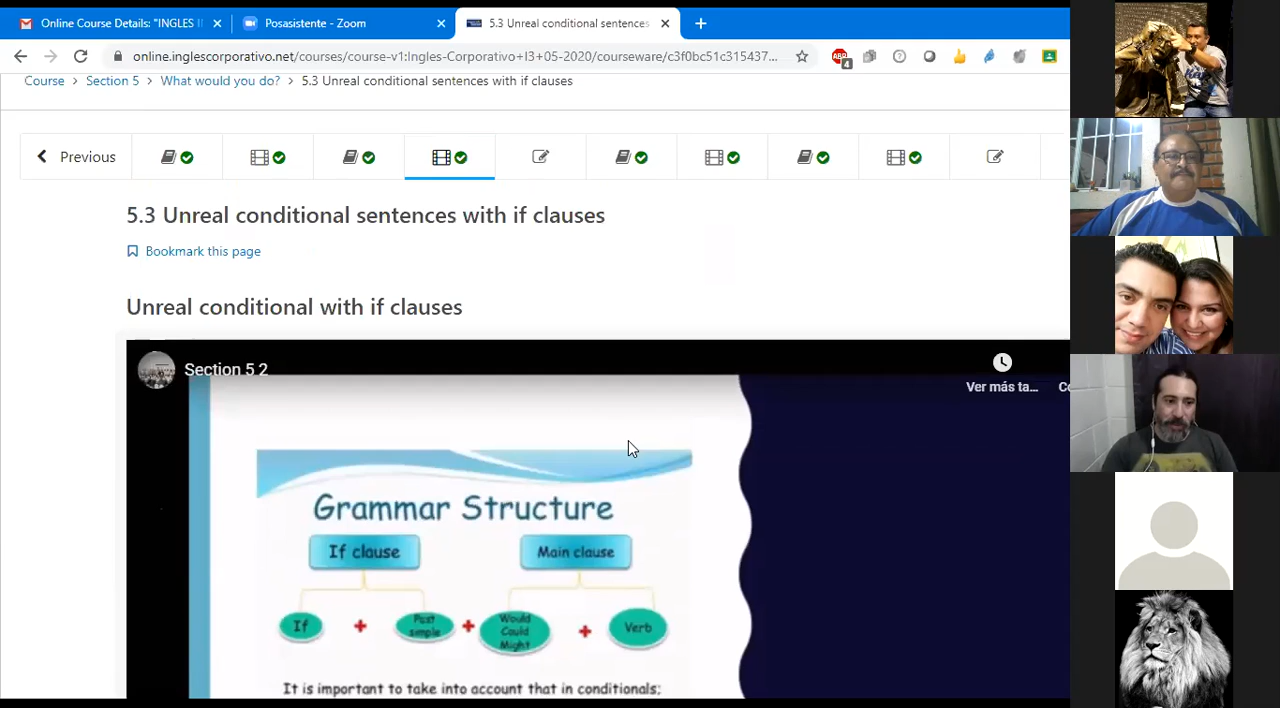 Online Course Details: "INGLES I
Posasistente - Zoom
5.3 Unreal conditional sentences
online.inglescorporativo.net/courses/course-v1:Ingles-Corporativo+I3+05-2020/courseware/c3f0bc51c315437...
ABP
4
Course > Section 5 > What would you do? > 5.3 Unreal conditional sentences with if clauses
Previous
5.3 Unreal conditional sentences with if clauses
Bookmark this page
Unreal conditional with if clauses
Section 5 2
Ver más ta...
Grammar Structure
If clause
Main clause
If + Past simple + Would Could Might + Verb
It is important to take into account that in conditionals;